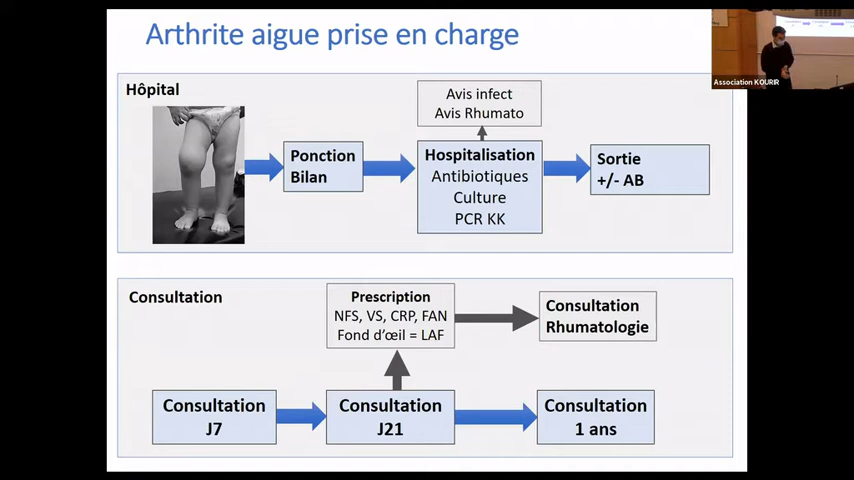 Arthrite aigue prise en charge
Association KOURIR
Hôpital
Avis infect
Avis Rhumato
Ponction
Bilan
Hospitalisation
Antibiotiques
Culture
PCR KK
Sortie
+/- AB
Consultation
Prescription
NFS, VS, CRP, FAN
Fond d'œil = LAF
Consultation
Rhumatologie
Consultation
J7
Consultation
J21
Consultation
1 ans